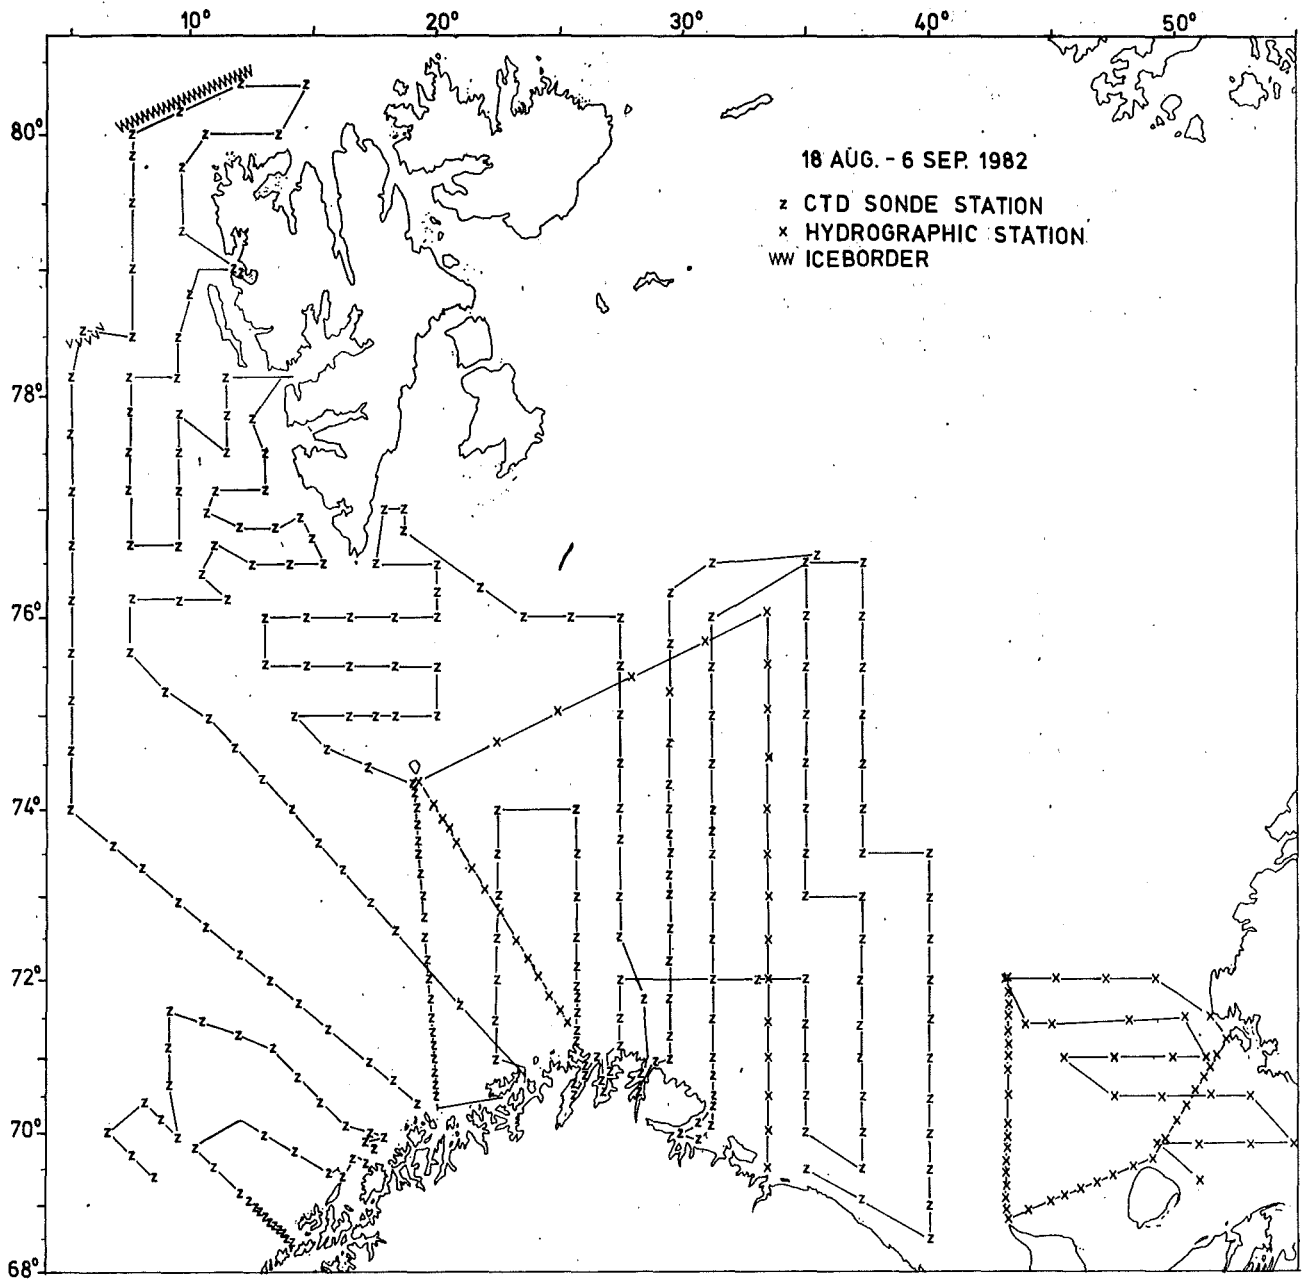 10° 20° 30° 40° 50°
80°
18 AUG. - 6 SEP. 1982
z CTD SONDE STATION
x HYDROGRAPHIC STATION
WW ICEBORDER
78°
76°
74°
72°
70°
68°